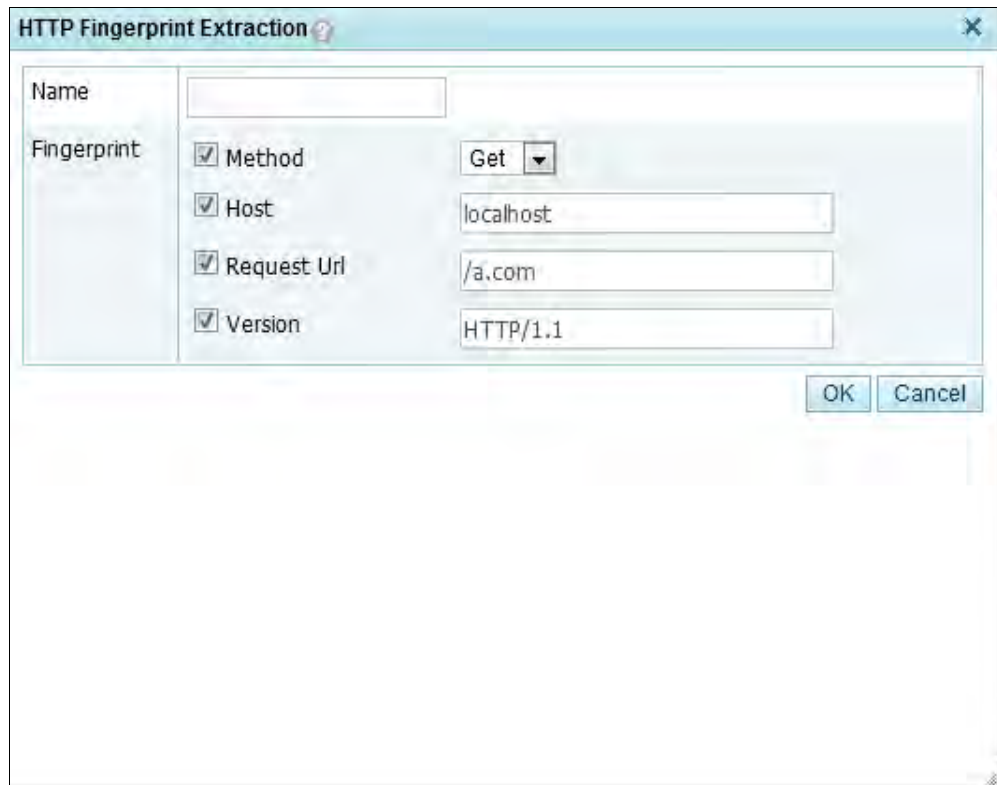 HTTP Fingerprint Extraction
Name
Fingerprint
Method Get
Host localhost
Request Url /a.com
Version HTTP/1.1
OK Cancel